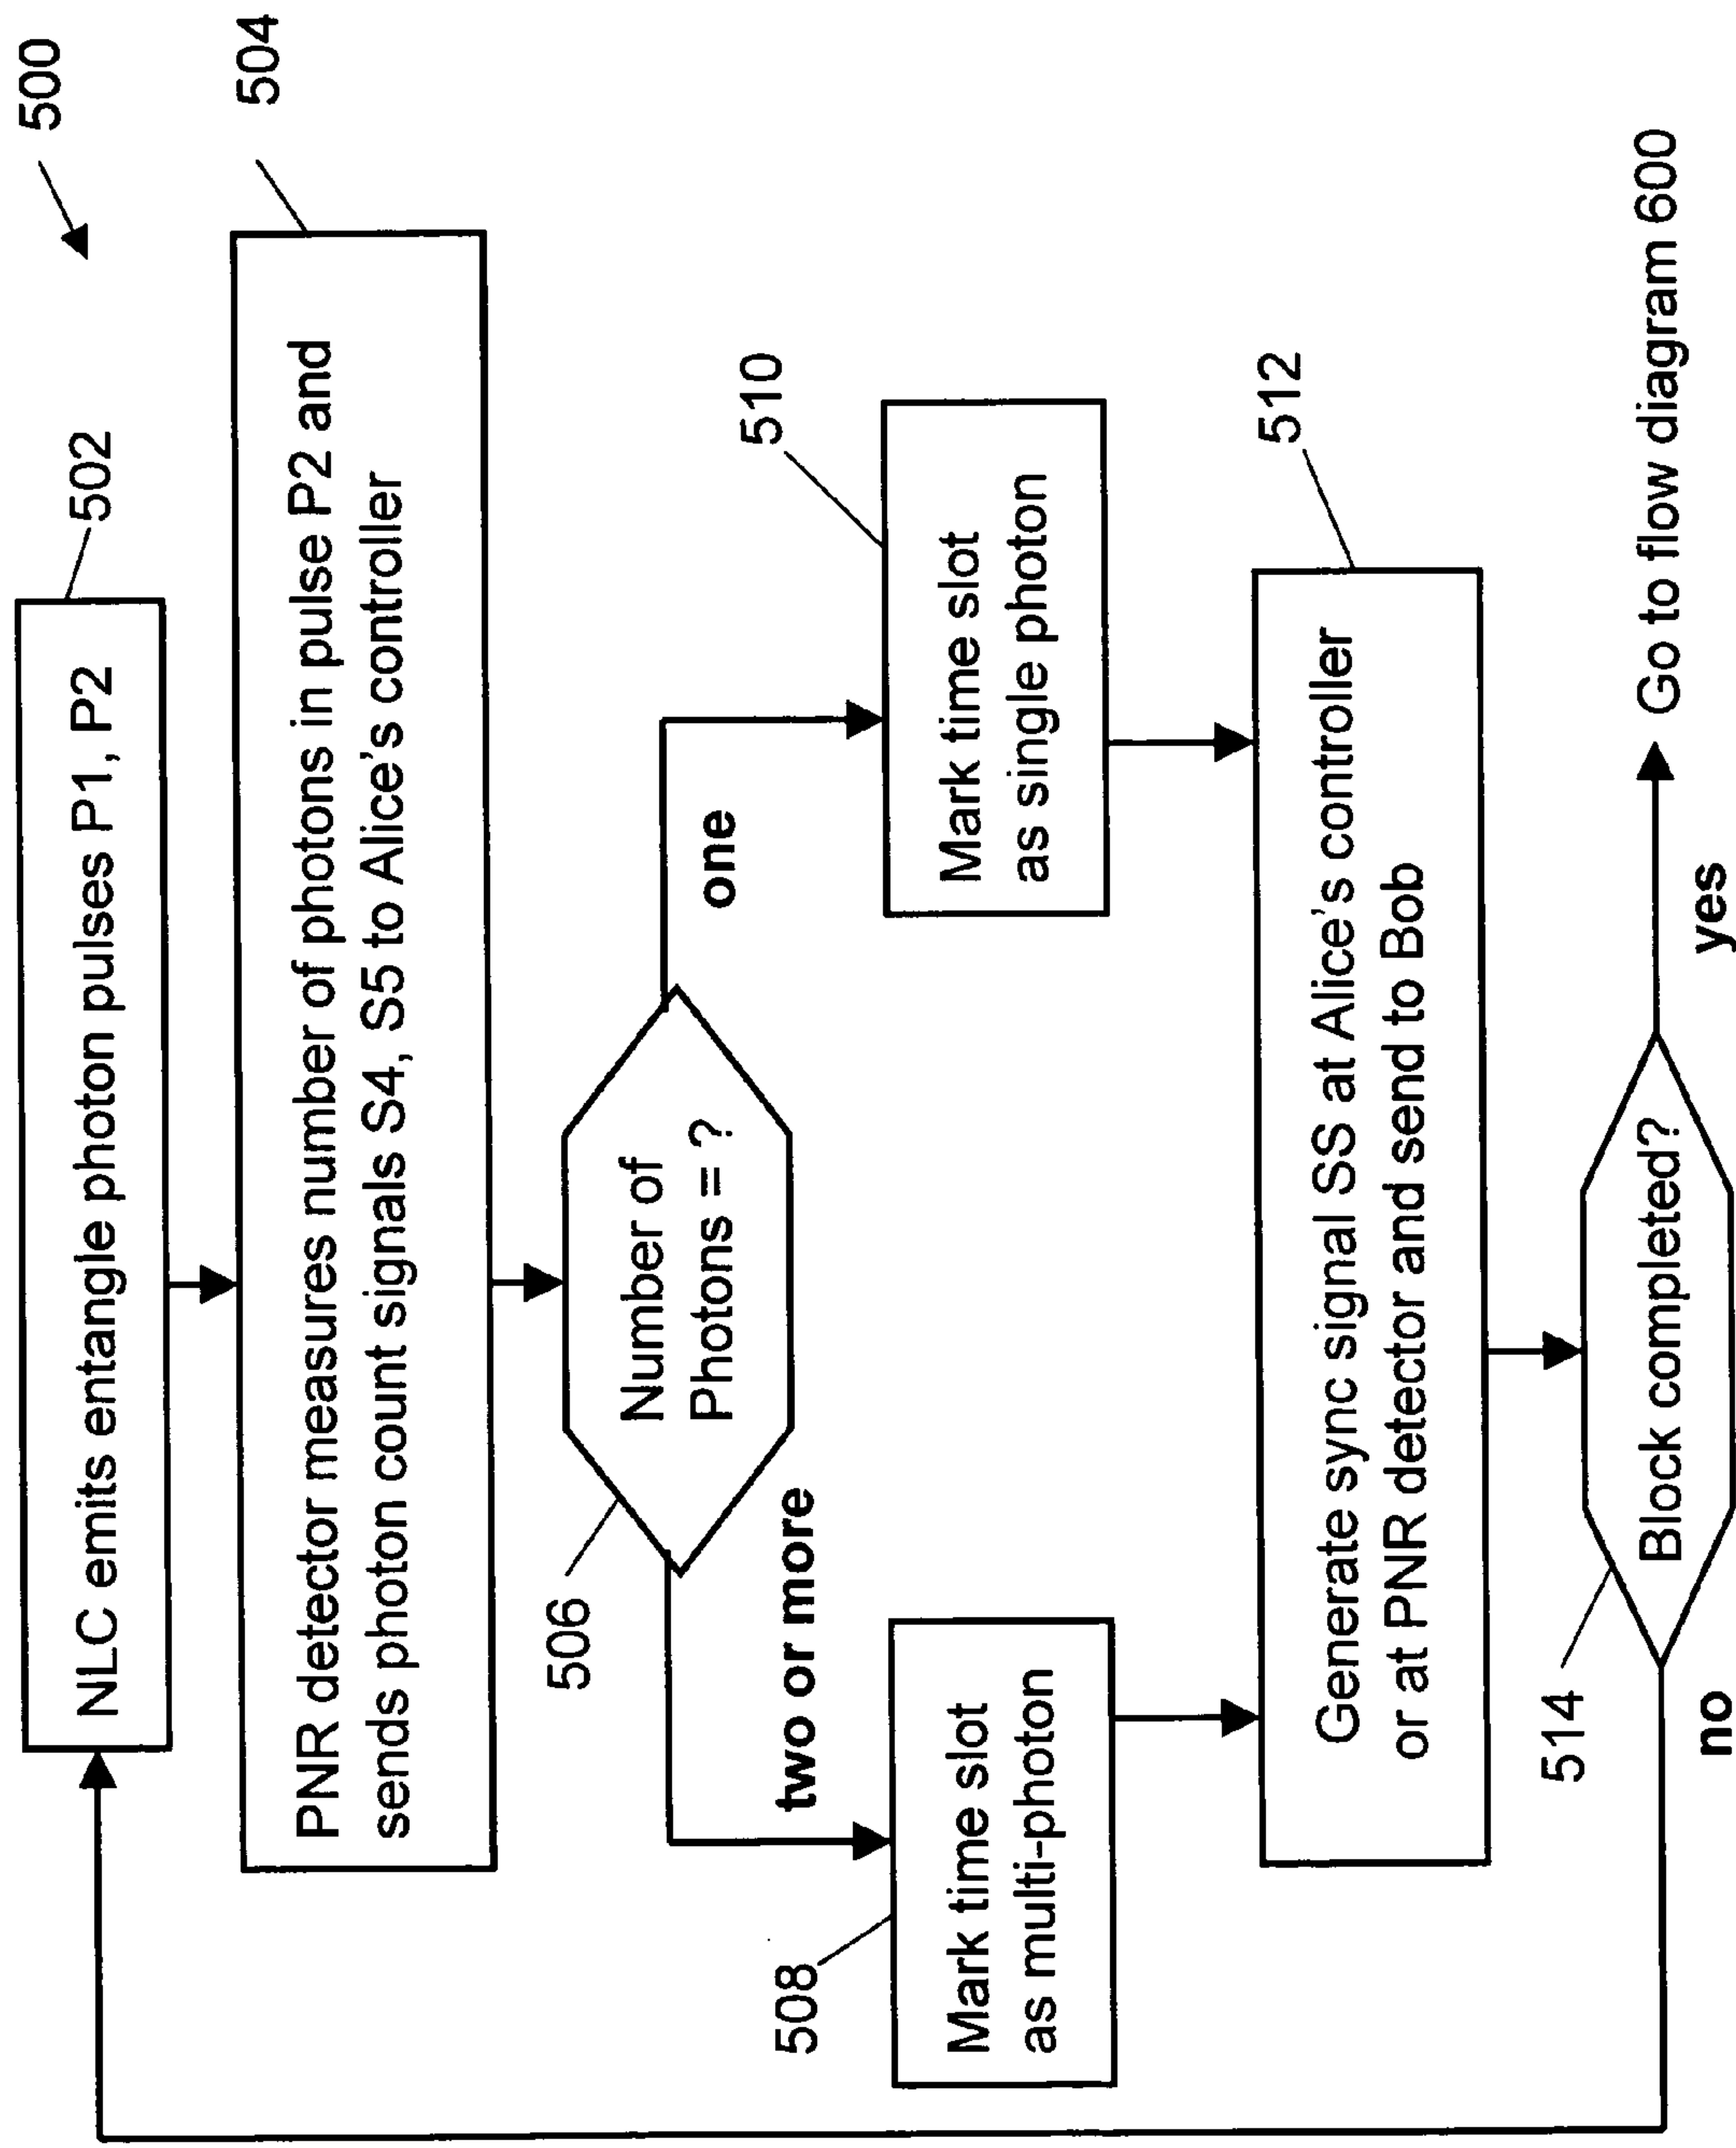 500
502
NLC emits entangle photon pulses P1, P2
504
PNR detector measures number of photons in pulse P2 and
sends photon count signals S4, S5 to Alice's controller
506
Number of
Photons = ?
two or more
one
508
Mark time slot
as multi-photon
510
Mark time slot
as single photon
512
Generate sync signal SS at Alice's controller
or at PNR detector and send to Bob
514
Block completed?
no
yes
Go to flow diagram 600